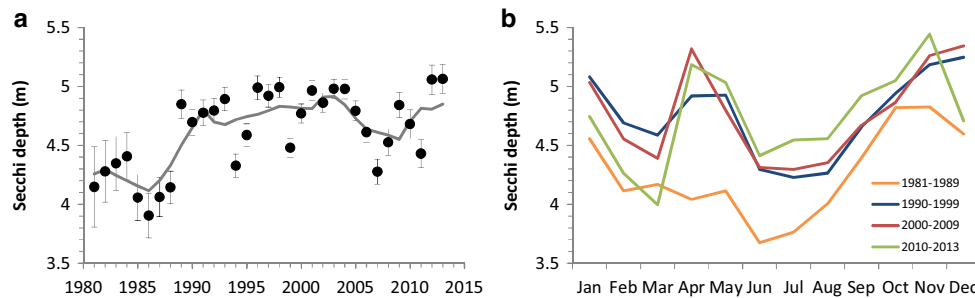 a
Secchi depth (m)
5.5
5
4.5
4
3.5
1980 1985 1990 1995 2000 2005 2010 2015
b
Secchi depth (m)
5.5
5
4.5
4
3.5
1981-1989
1990-1999
2000-2009
2010-2013
Jan Feb Mar Apr May Jun Jul Aug Sep Oct Nov Dec